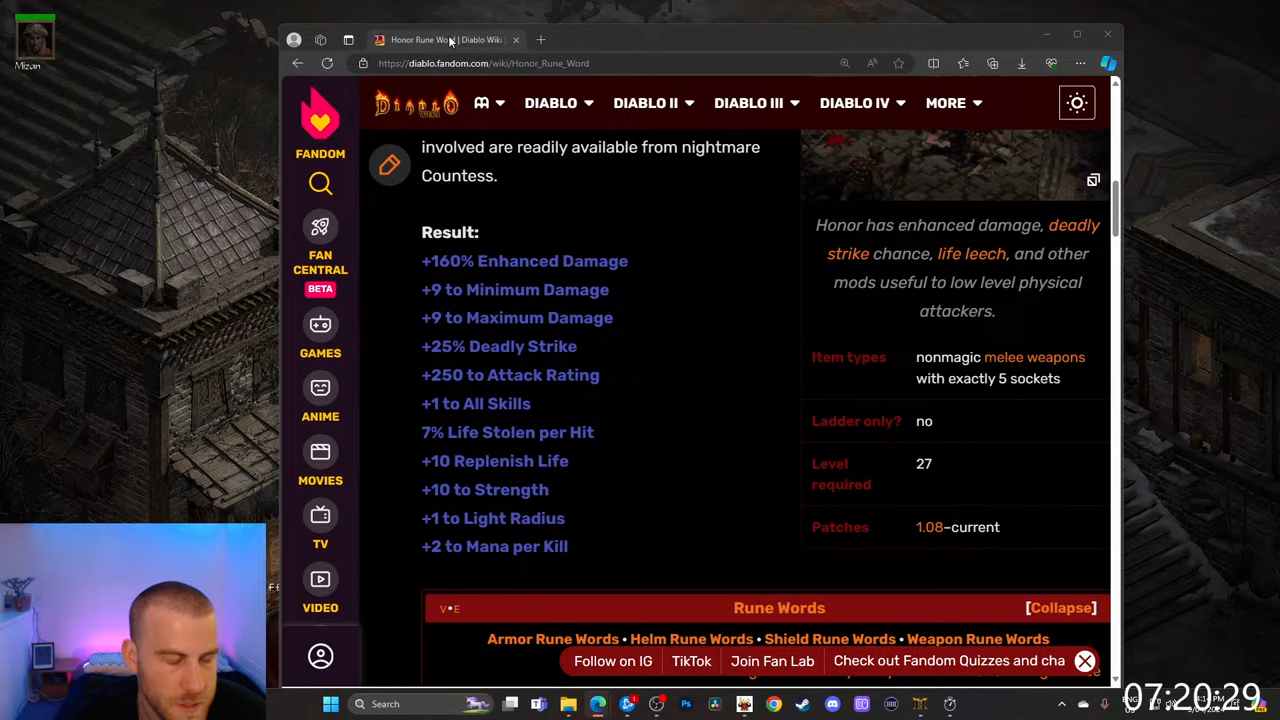 Mizan
Honor Rune Wo d | Diablo Wiki
https://diablo.fandom.com/wiki/Honor_Rune_Word
DIABLO
DIABLO II
DIABLO III
DIABLO IV
MORE
FANDOM
FAN CENTRAL
BETA
GAMES
ANIME
MOVIES
TV
VIDEO
involved are readily available from nightmare
Countess.
Result:
+160% Enhanced Damage
+9 to Minimum Damage
+9 to Maximum Damage
+25% Deadly Strike
+250 to Attack Rating
+1 to All Skills
7% Life Stolen per Hit
+10 Replenish Life
+10 to Strength
+1 to Light Radius
+2 to Mana per Kill
Honor has enhanced damage, deadly
strike chance, life leech, and other
mods useful to low level physical
attackers.
Item types nonmagic melee weapons
with exactly 5 sockets
Ladder only? no
Level required 27
Patches 1.08–current
V•E Rune Words [Collapse]
Armor Rune Words • Helm Rune Words • Shield Rune Words • Weapon Rune Words
Follow on IG TikTok Join Fan Lab Check out Fandom Quizzes and cha
Search
07:20:29